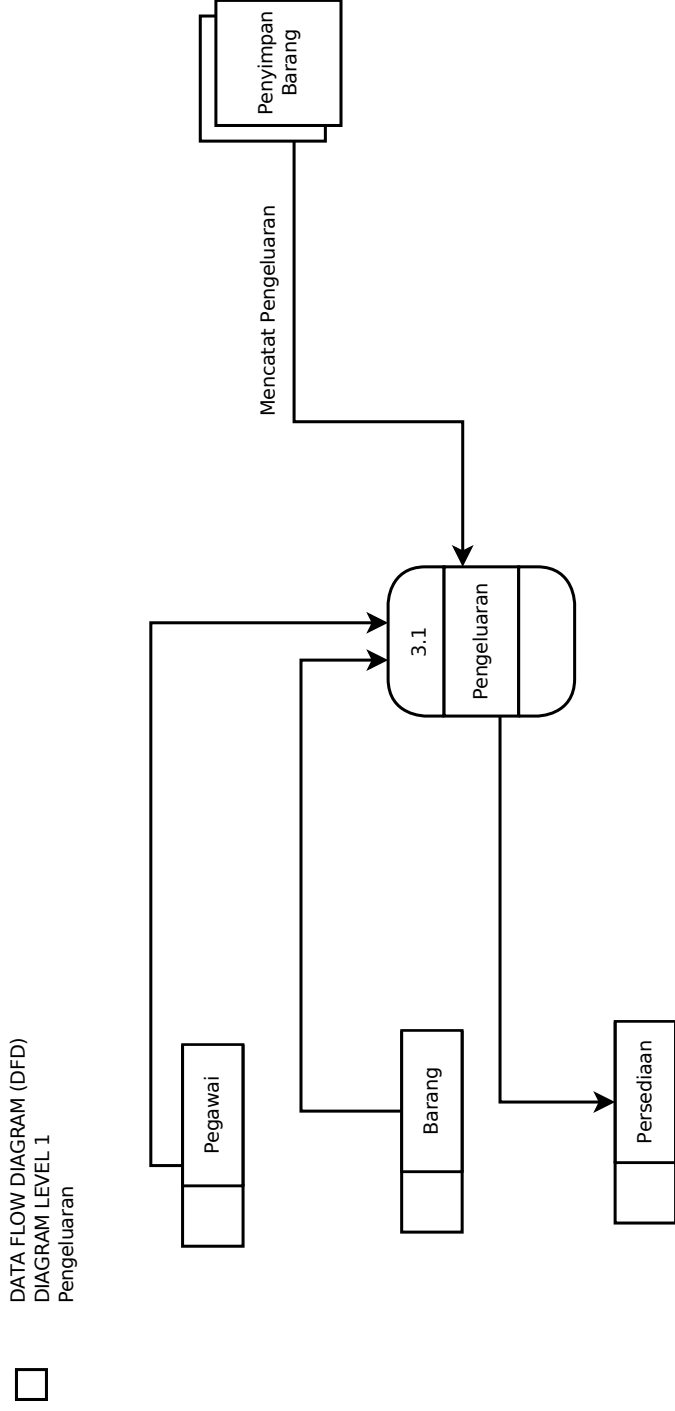 DATA FLOW DIAGRAM (DFD)
DIAGRAM LEVEL 1
Pengeluaran
Pegawai
Barang
Persediaan
3.1
Pengeluaran
Mencatat Pengeluaran
Penyimpan
Barang